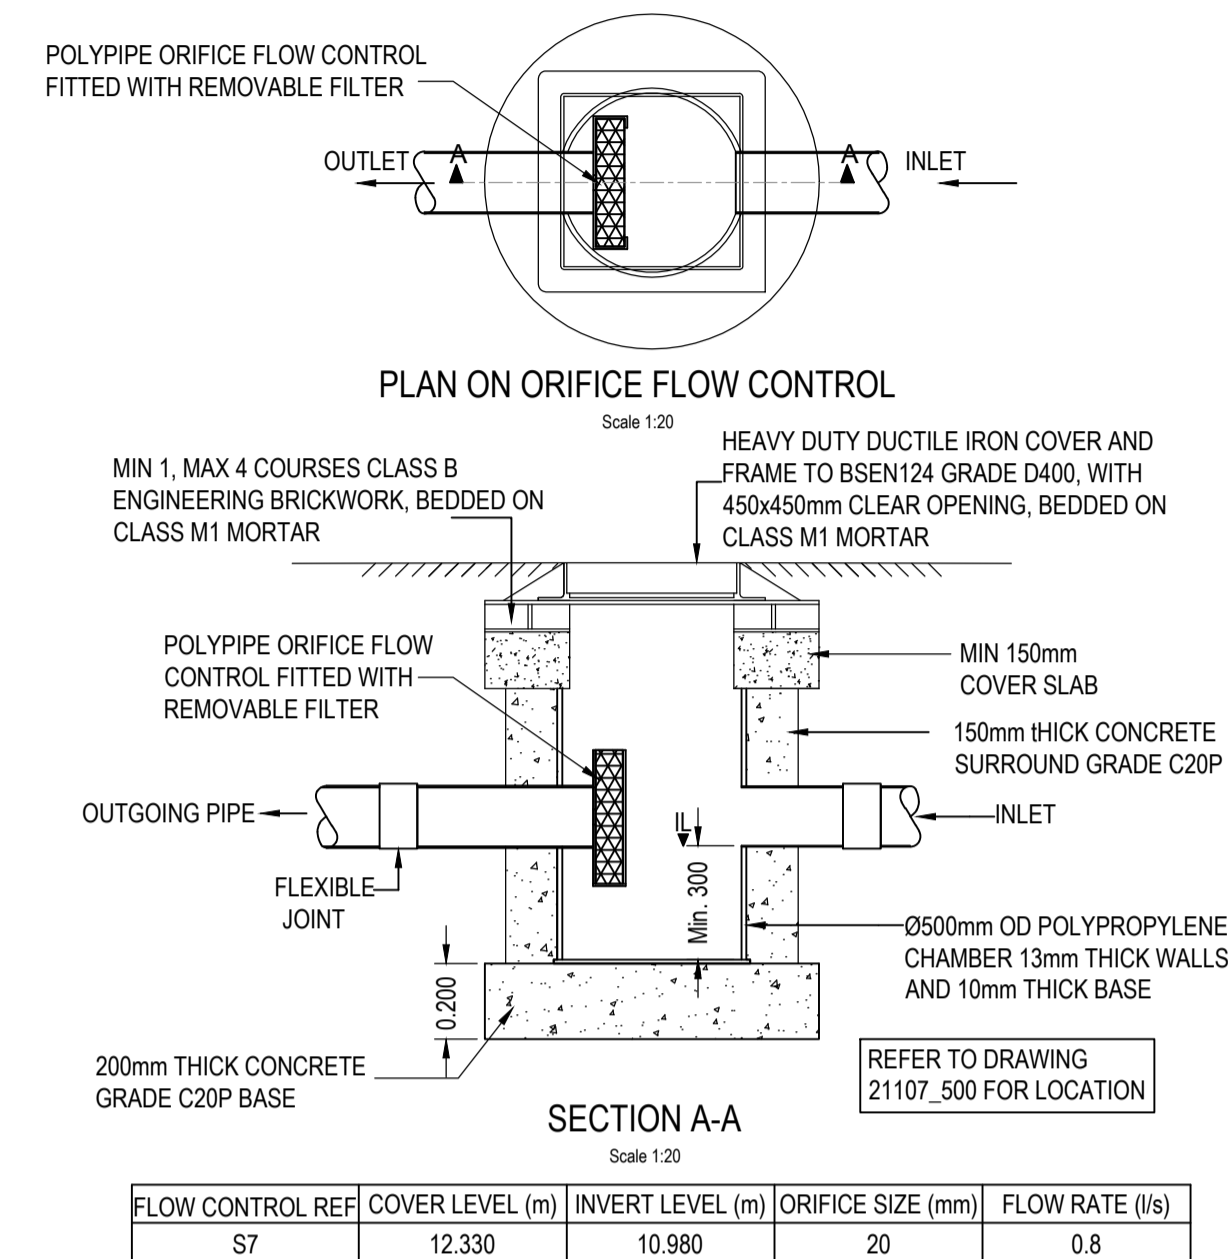 POLYPIPE ORIFICE FLOW CONTROL
FITTED WITH REMOVABLE FILTER
OUTLET
A
A
INLET
PLAN ON ORIFICE FLOW CONTROL
Scale 1:20
MIN 1, MAX 4 COURSES CLASS B
ENGINEERING BRICKWORK, BEDDED ON
CLASS M1 MORTAR
HEAVY DUTY DUCTILE IRON COVER AND
FRAME TO BSEN124 GRADE D400, WITH
450x450mm CLEAR OPENING, BEDDED ON
CLASS M1 MORTAR
POLYPIPE ORIFICE FLOW
CONTROL FITTED WITH
REMOVABLE FILTER
MIN 150mm
COVER SLAB
150mm tHICK CONCRETE
SURROUND GRADE C20P
OUTGOING PIPE
IL
INLET
FLEXIBLE
JOINT
Min. 300
Ø500mm OD POLYPROPYLENE
CHAMBER 13mm THICK WALLS
AND 10mm THICK BASE
0.200
200mm THICK CONCRETE
GRADE C20P BASE
REFER TO DRAWING
21107_500 FOR LOCATION
SECTION A-A
Scale 1:20
FLOW CONTROL REF COVER LEVEL (m) INVERT LEVEL (m) ORIFICE SIZE (mm) FLOW RATE (l/s)
S7 12.330 10.980 20 0.8